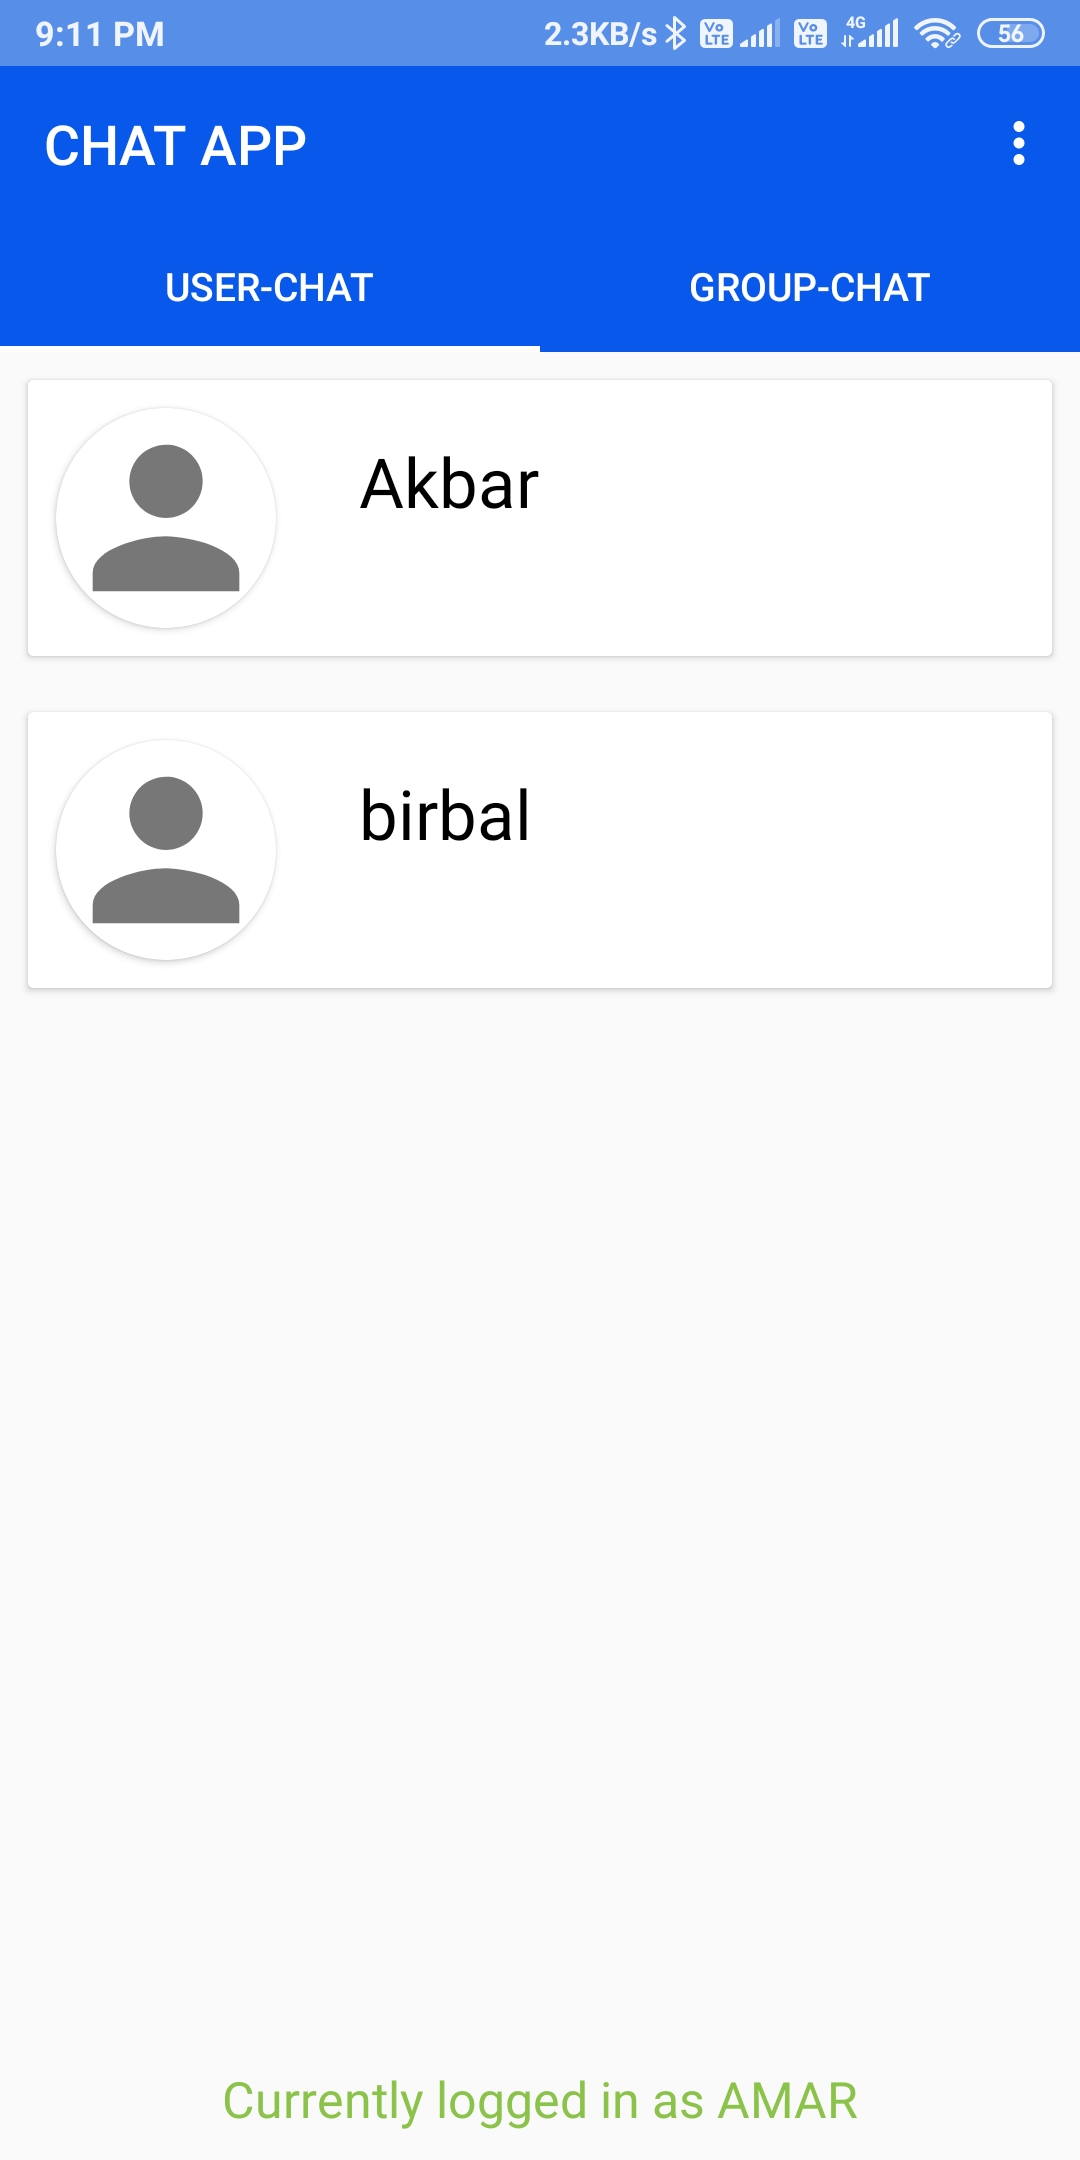 9:11 PM 2.3KB/s Vo LTE Vo LTE 4G 56
CHAT APP
USER-CHAT GROUP-CHAT
Akbar
birbal
Currently logged in as AMAR